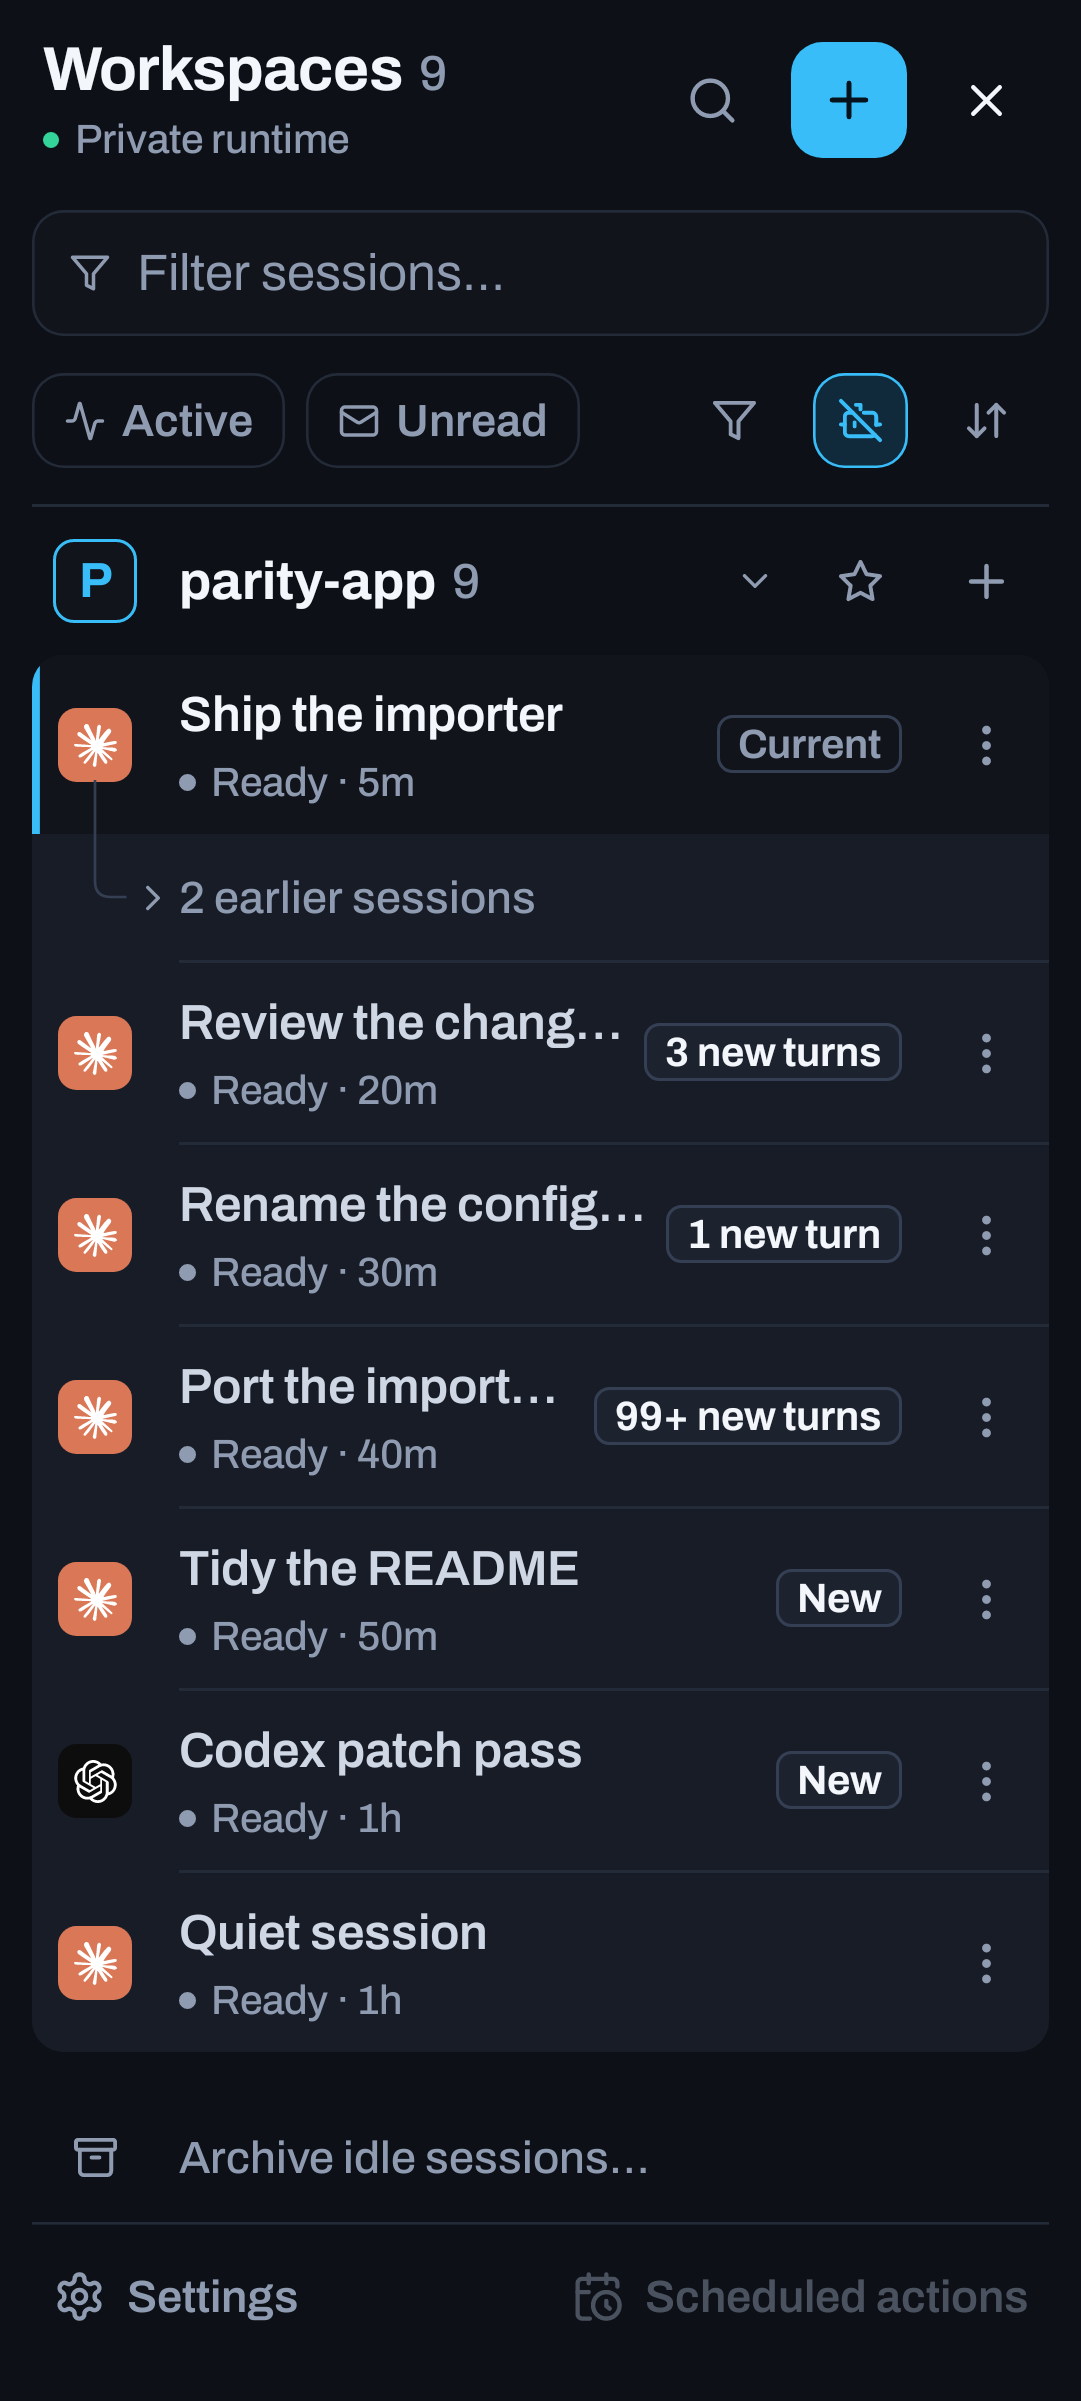 Workspaces 9
Private runtime
Filter sessions...
Active
Unread
P
parity-app 9
Ship the importer
Current
Ready · 5m
2 earlier sessions
Review the chang...
3 new turns
Ready · 20m
Rename the config...
1 new turn
Ready · 30m
Port the import...
99+ new turns
Ready · 40m
Tidy the README
New
Ready · 50m
Codex patch pass
New
Ready · 1h
Quiet session
Ready · 1h
Archive idle sessions...
Settings
Scheduled actions